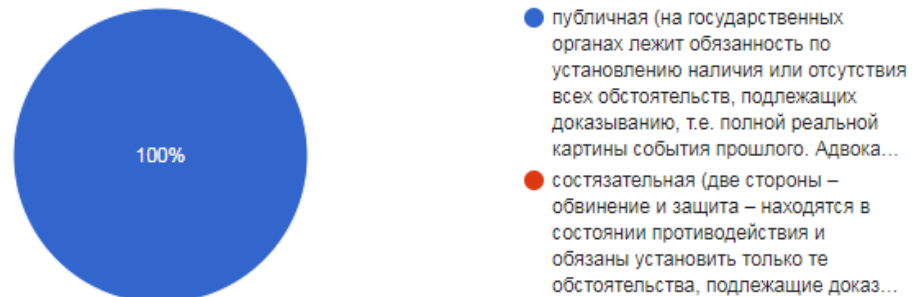 100%
публичная (на государственных
органах лежит обязанность по
установлению наличия или отсутствия
всех обстоятельств, подлежащих
доказыванию, т.е. полной реальной
картины события прошлого. Адвока...
состязательная (две стороны –
обвинение и защита – находятся в
состоянии противодействия и
обязаны установить только те
обстоятельства, подлежащие доказ...